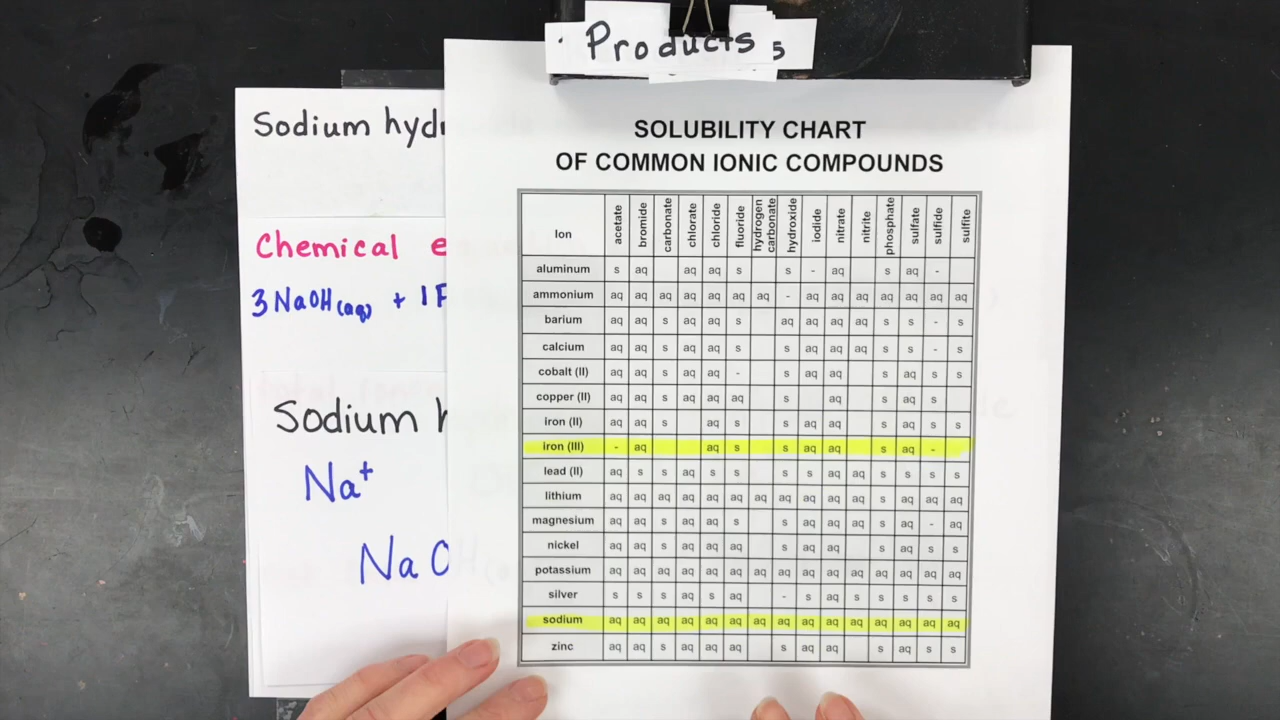 Products 5
Sodium hydr
Chemical e
3NaOH(aq) + 1F
Sodium h
Na⁺
NaO
SOLUBILITY CHART
OF COMMON IONIC COMPOUNDS
Ion acetate bromide carbonate chlorate chloride fluoride hydrogen carbonate hydroxide iodide nitrate nitrite phosphate sulfate sulfide sulfite
aluminum s aq aq aq s s - aq s aq -
ammonium aq aq aq aq aq aq aq - aq aq aq aq aq aq aq
barium aq aq s aq aq s aq aq aq aq s s - s
calcium aq aq s aq aq s s aq aq aq s s - s
cobalt (II) aq aq s aq aq - s aq aq s aq s s
copper (II) aq aq s aq aq aq s aq s aq s
iron (II) aq aq s aq s s aq aq s aq s s
iron (III) - aq aq s s aq aq s aq -
lead (II) aq s s aq s s s s aq aq s s s s
lithium aq aq aq aq aq aq aq aq aq aq aq s aq aq aq
magnesium aq aq s aq aq s s aq aq aq s aq - aq
nickel aq aq s aq aq aq s aq aq s aq s s
potassium aq aq aq aq aq aq aq aq aq aq aq aq aq aq aq
silver s s s aq s aq - s aq s s s s s
sodium aq aq aq aq aq aq aq aq aq aq aq aq aq aq aq
zinc aq aq s aq aq aq s aq aq s aq s s